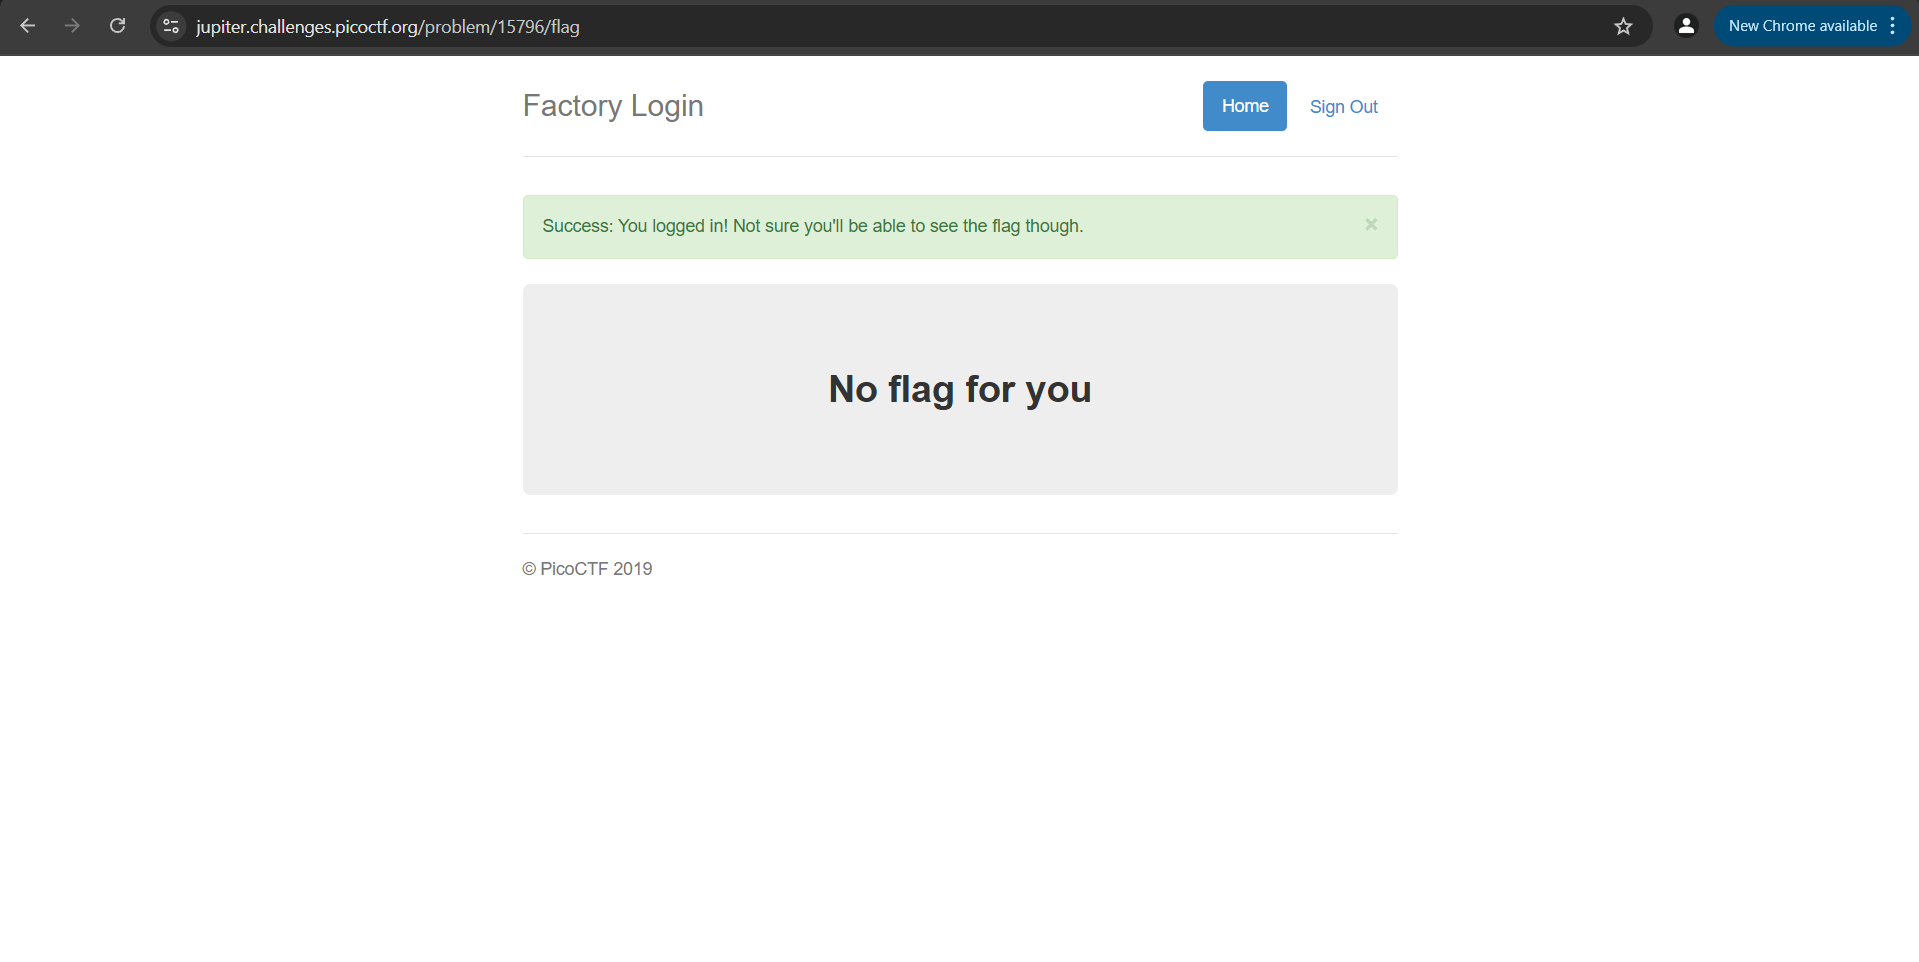 jupiter.challenges.picoctf.org/problem/15796/flag
New Chrome available
Factory Login
Home
Sign Out
Success: You logged in! Not sure you'll be able to see the flag though.
×
No flag for you
© PicoCTF 2019